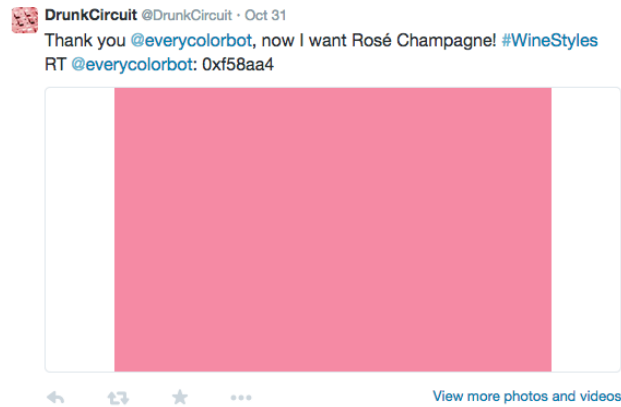 DrunkCircuit @DrunkCircuit · Oct 31
Thank you @everycolorbot, now I want Rosé Champagne! #WineStyles
RT @everycolorbot: 0xf58aa4
View more photos and videos